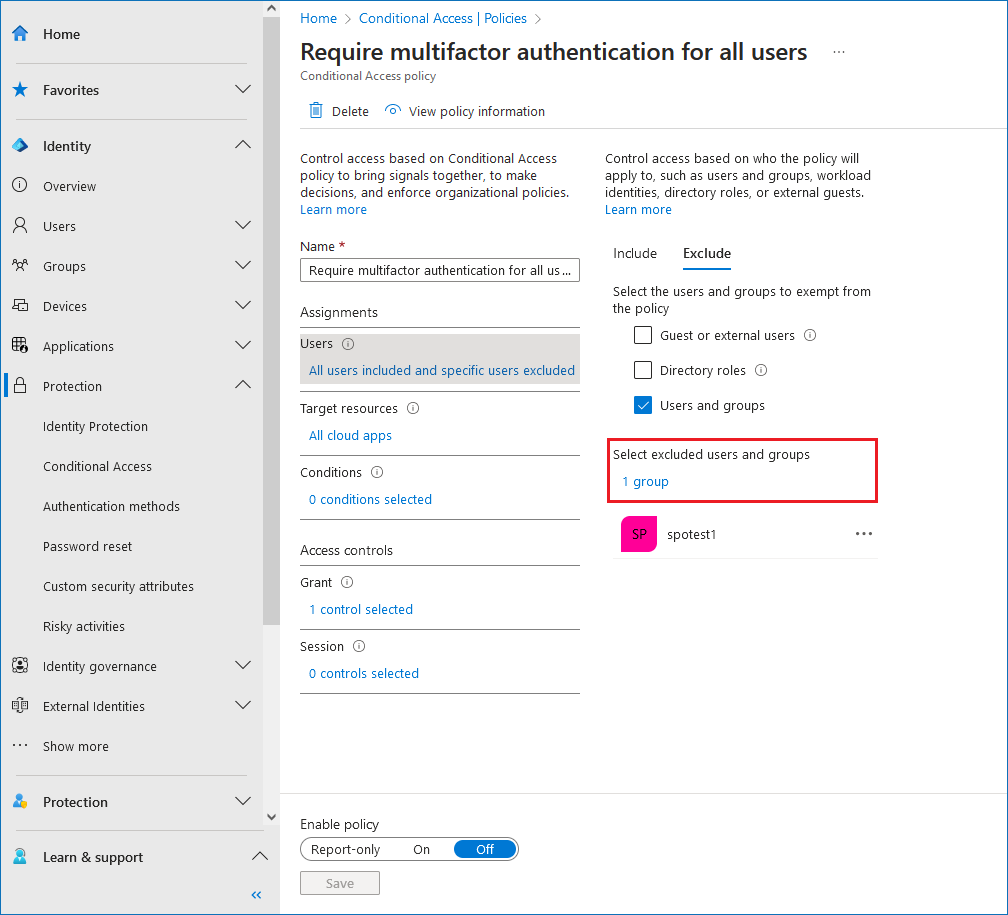 Home
Favorites
Identity
Overview
Users
Groups
Devices
Applications
Protection
Identity Protection
Conditional Access
Authentication methods
Password reset
Custom security attributes
Risky activities
Identity governance
External Identities
Show more
Protection
Learn & support
Home > Conditional Access | Policies >
Require multifactor authentication for all users ...
Conditional Access policy
Delete View policy information
Control access based on Conditional Access
policy to bring signals together, to make
decisions, and enforce organizational policies.
Learn more
Name *
Require multifactor authentication for all us ...
Assignments
Users
All users included and specific users excluded
Target resources
All cloud apps
Conditions
0 conditions selected
Access controls
Grant
1 control selected
Session
0 controls selected
Control access based on who the policy will
apply to, such as users and groups, workload
identities, directory roles, or external guests.
Learn more
Include Exclude
Select the users and groups to exempt from
the policy
Guest or external users
Directory roles
Users and groups
Select excluded users and groups
1 group
SP spotest1
Enable policy
Report-only On Off
Save